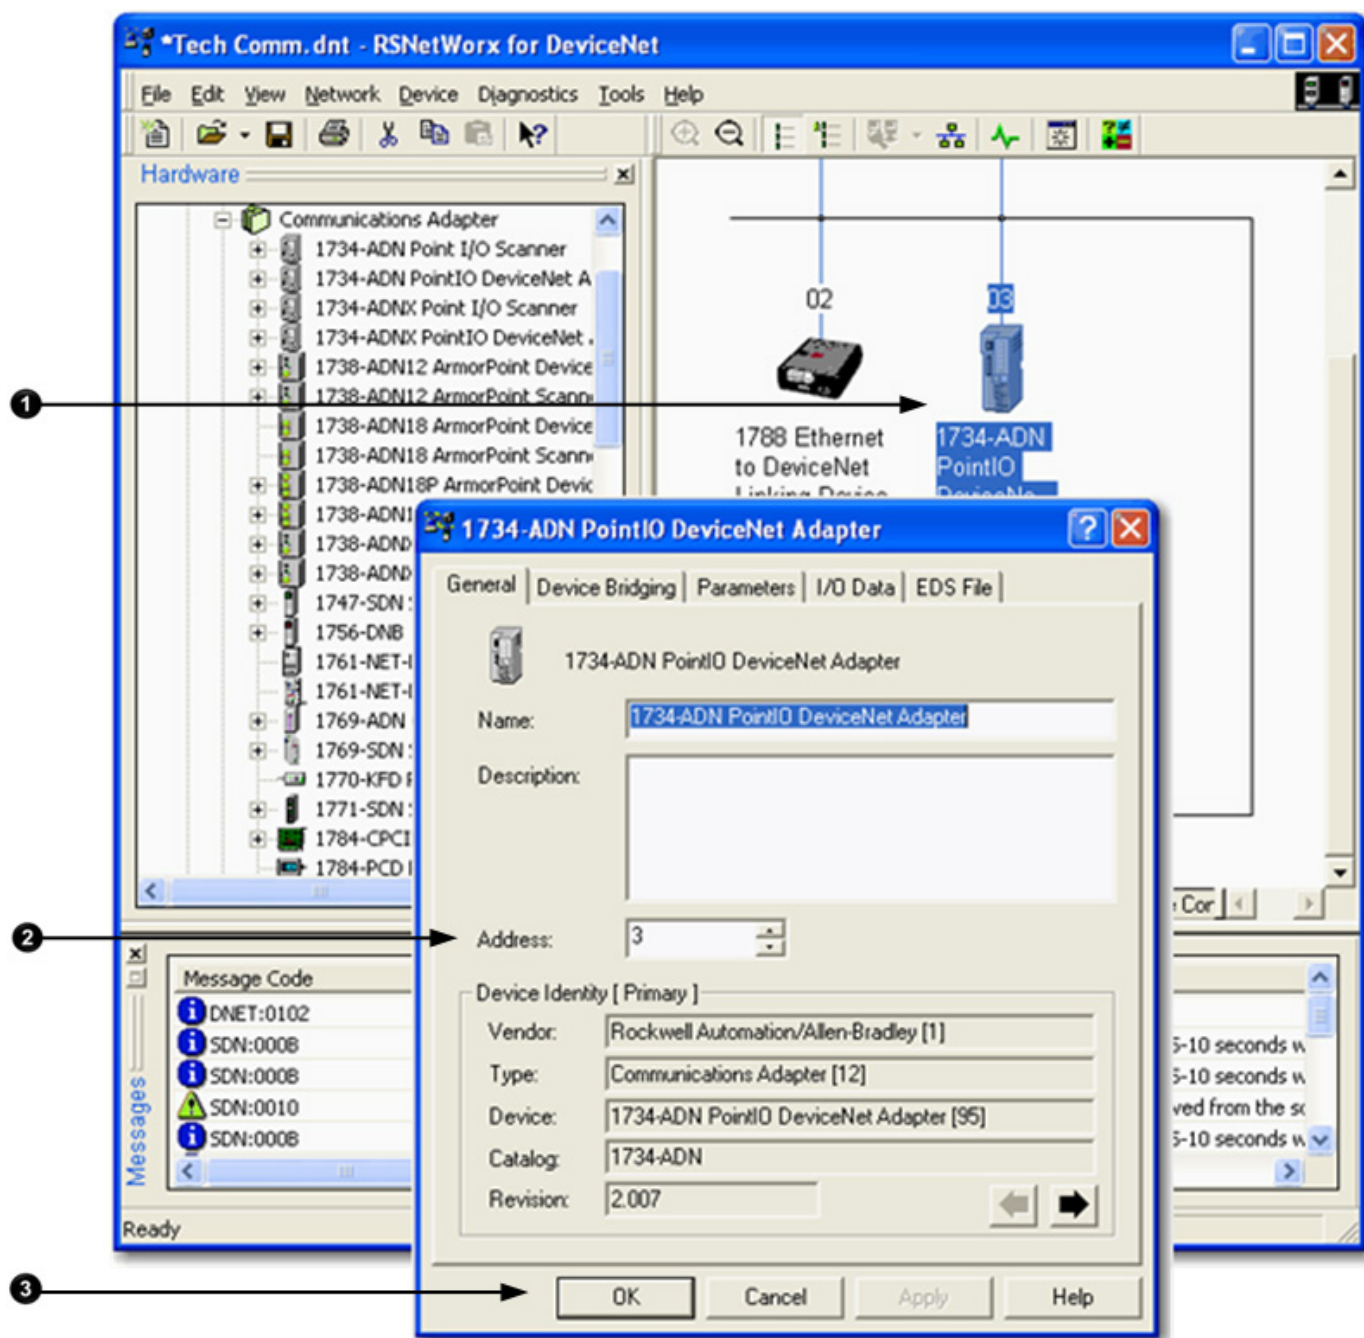 *Tech Comm.dnt - RSNetWorx for DeviceNet
File Edit View Network Device Diagnostics Tools Help
Hardware
Communications Adapter
1734-ADN Point I/O Scanner
1734-ADN PointIO DeviceNet A
1734-ADNX Point I/O Scanner
1734-ADNX PointIO DeviceNet
1738-ADN12 ArmorPoint Device
1738-ADN12 ArmorPoint Scann
1738-ADN18 ArmorPoint Device
1738-ADN18 ArmorPoint Scann
1738-ADN18P ArmorPoint Devic
1738-ADN1
1738-ADNX
1738-ADNX
1747-SDN
1756-DNB
1761-NET-
1761-NET-
1769-ADN
1769-SDN
1770-KFD
1771-SDN
1784-CPCI
1784-PCD
02
03
1788 Ethernet
to DeviceNet
Linking Device
1734-ADN
PointIO
DeviceNe...
1
1734-ADN PointIO DeviceNet Adapter
General Device Bridging Parameters I/O Data EDS File
1734-ADN PointIO DeviceNet Adapter
Name: 1734-ADN PointIO DeviceNet Adapter
Description:
2
Address: 3
Device Identity [ Primary ]
Vendor: Rockwell Automation/Allen-Bradley [1]
Type: Communications Adapter [12]
Device: 1734-ADN PointIO DeviceNet Adapter [95]
Catalog: 1734-ADN
Revision: 2.007
3
OK Cancel Apply Help
Cor
Messages
Message Code
DNET:0102
SDN:000B
SDN:000B
SDN:0010
SDN:000B
5-10 seconds w
5-10 seconds w
ved from the sc
5-10 seconds w
Ready